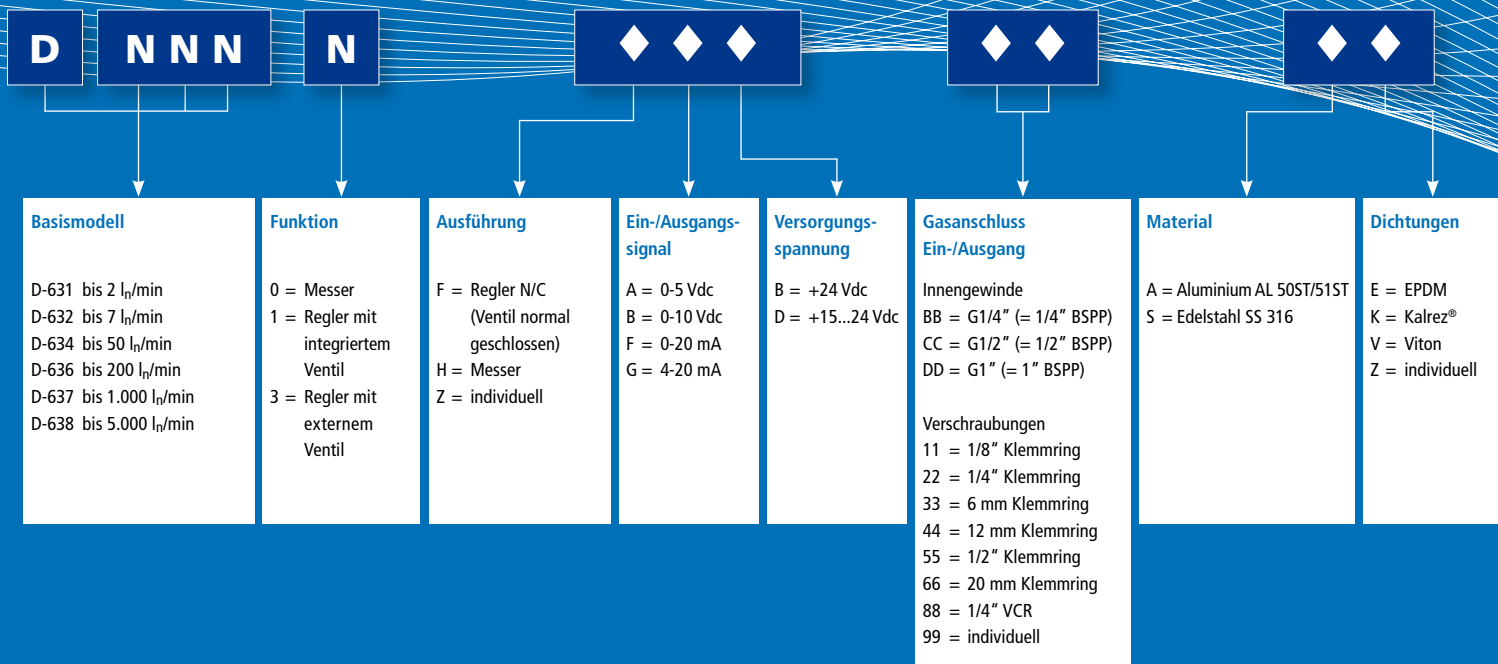 D NNN N ♦ ♦ ♦ ♦ ♦ ♦ ♦
Basismodell
D-631 bis 2 lₙ/min
D-632 bis 7 lₙ/min
D-634 bis 50 lₙ/min
D-636 bis 200 lₙ/min
D-637 bis 1.000 lₙ/min
D-638 bis 5.000 lₙ/min
Funktion
0 = Messer
1 = Regler mit
integriertem
Ventil
3 = Regler mit
externem
Ventil
Ausführung
F = Regler N/C
(Ventil normal
geschlossen)
H = Messer
Z = individuell
Ein-/Ausgangs-
signal
A = 0-5 Vdc
B = 0-10 Vdc
F = 0-20 mA
G = 4-20 mA
Versorgungs-
spannung
B = +24 Vdc
D = +15...24 Vdc
Gasanschluss
Ein-/Ausgang
Innengewinde
BB = G1/4” (= 1/4” BSPP)
CC = G1/2” (= 1/2” BSPP)
DD = G1” (= 1” BSPP)
Verschraubungen
11 = 1/8” Klemmring
22 = 1/4” Klemmring
33 = 6 mm Klemmring
44 = 12 mm Klemmring
55 = 1/2” Klemmring
66 = 20 mm Klemmring
88 = 1/4” VCR
99 = individuell
Material
A = Aluminium AL 50ST/51ST
S = Edelstahl SS 316
Dichtungen
E = EPDM
K = Kalrez®
V = Viton
Z = individuell